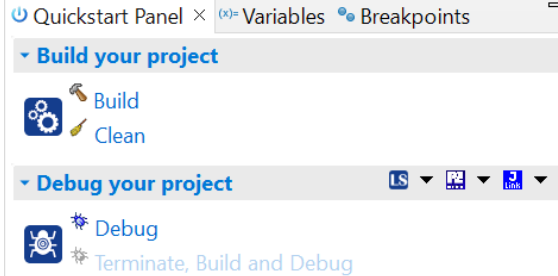 Quickstart Panel (x)= Variables Breakpoints
Build your project
Build
Clean
Debug your project LS PE J Link
Debug
Terminate, Build and Debug